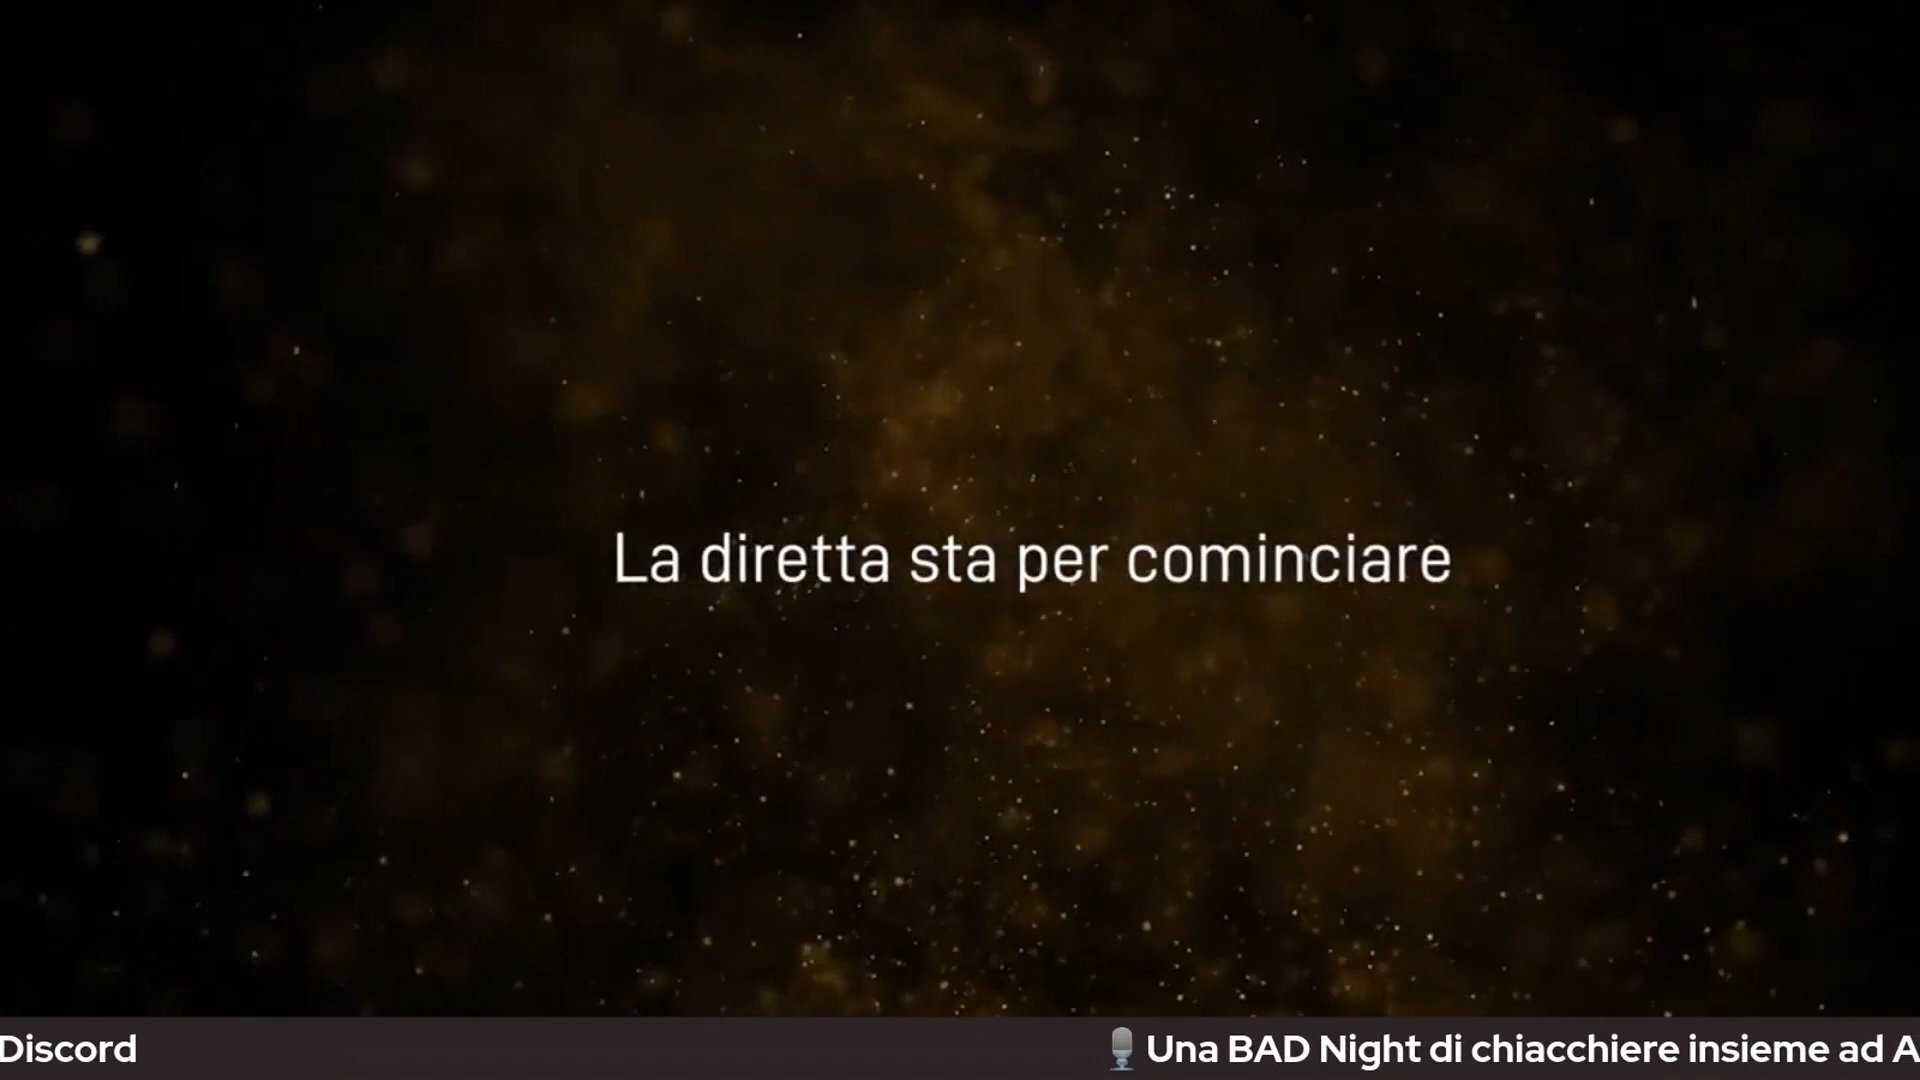 La diretta sta per cominciare
Discord
🎙️ Una BAD Night di chiacchiere insieme ad A